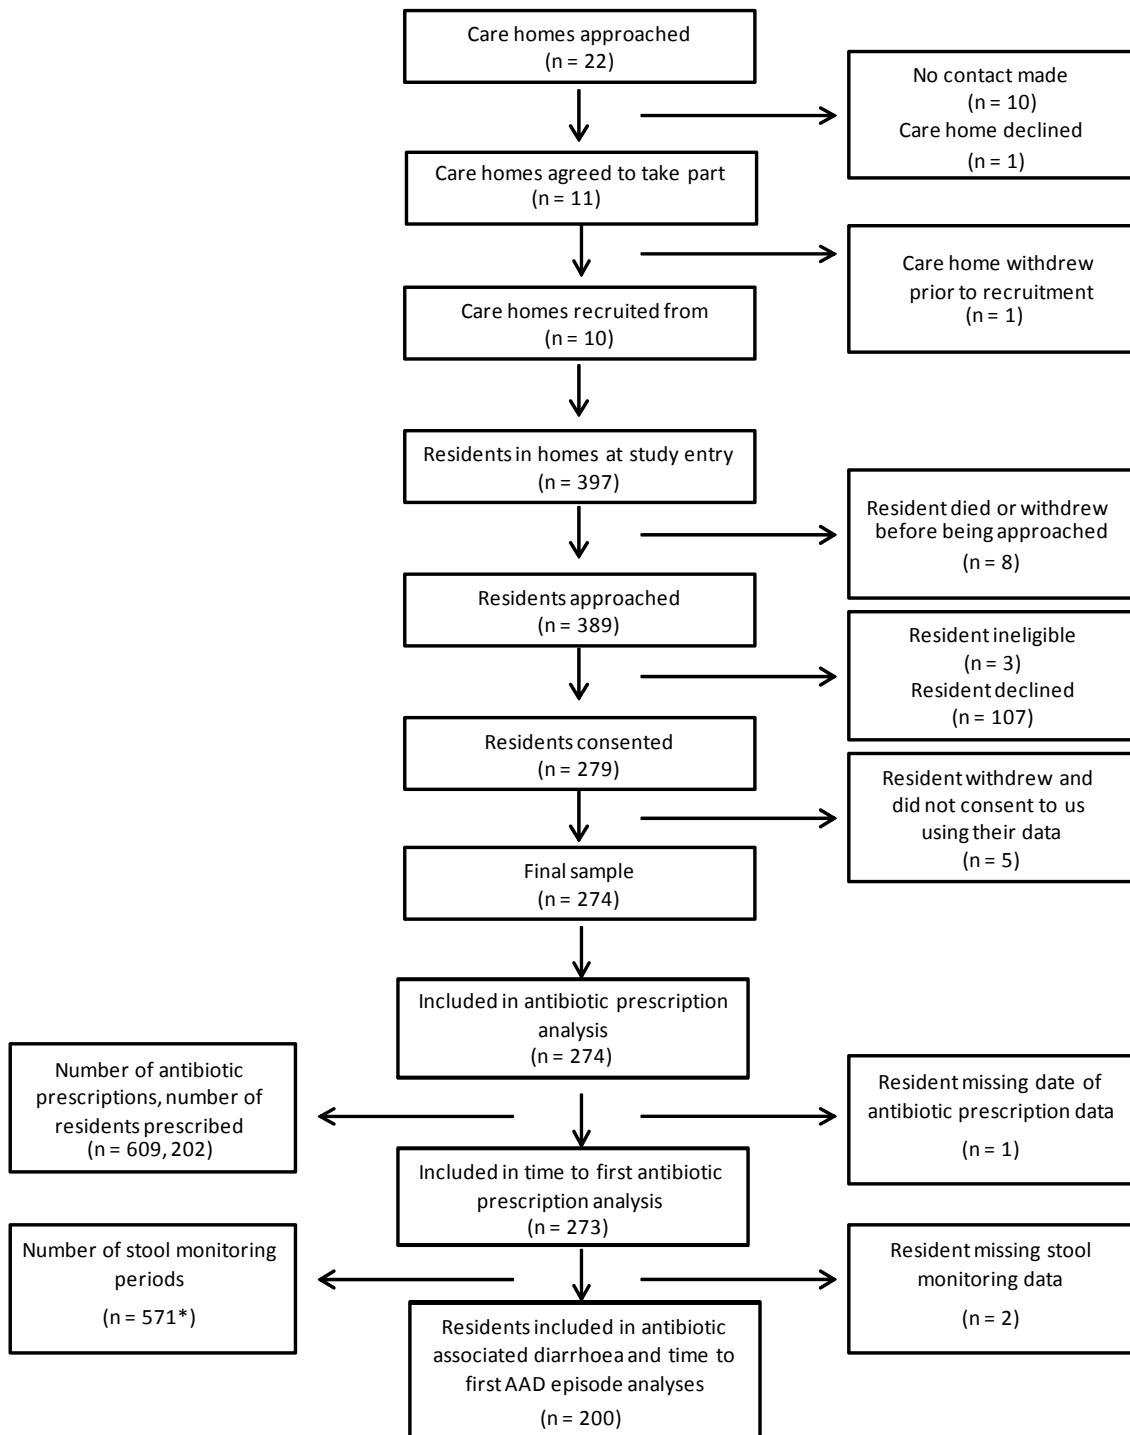 Care homes approached
(n = 22)
No contact made
(n = 10)
Care home declined
(n = 1)
Care homes agreed to take part
(n = 11)
Care home withdrew
prior to recruitment
(n = 1)
Care homes recruited from
(n = 10)
Residents in homes at study entry
(n = 397)
Resident died or withdrew
before being approached
(n = 8)
Residents approached
(n = 389)
Resident ineligible
(n = 3)
Resident declined
(n = 107)
Residents consented
(n = 279)
Resident withdrew and
did not consent to us
using their data
(n = 5)
Final sample
(n = 274)
Included in antibiotic prescription
analysis
(n = 274)
Number of antibiotic
prescriptions, number of
residents prescribed
(n = 609, 202)
Resident missing date of
antibiotic prescription data
(n = 1)
Included in time to first antibiotic
prescription analysis
(n = 273)
Number of stool monitoring
periods
(n = 571*)
Resident missing stool
monitoring data
(n = 2)
Residents included in antibiotic
associated diarrhoea and time to
first AAD episode analyses
(n = 200)